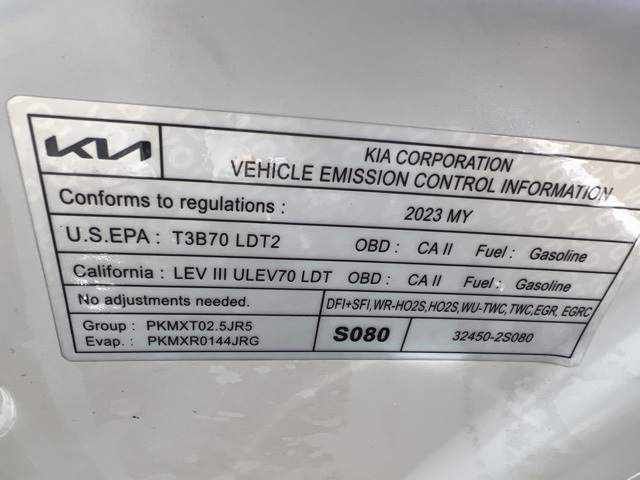 KIA
KIA CORPORATION
VEHICLE EMISSION CONTROL INFORMATION
Conforms to regulations : 2023 MY
U.S.EPA : T3B70 LDT2 OBD : CA II Fuel : Gasoline
California : LEV III ULEV70 LDT OBD : CA II Fuel : Gasoline
No adjustments needed. DFI+SFI,WR-HO2S,HO2S,WU-TWC,TWC,EGR, EGRC
Group : PKMXT02.5JR5
Evap. : PKMXR0144JRG
S080 32450-2S080